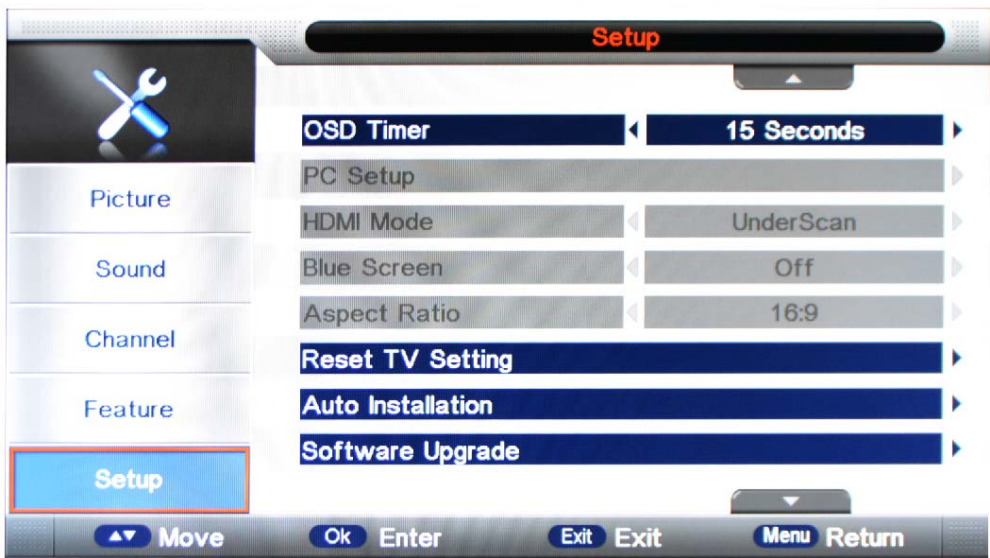 Setup
OSD Timer 15 Seconds
PC Setup
HDMI Mode UnderScan
Blue Screen Off
Aspect Ratio 16:9
Reset TV Setting
Auto Installation
Software Upgrade
Picture
Sound
Channel
Feature
Setup
Move Ok Enter Exit Exit Menu Return